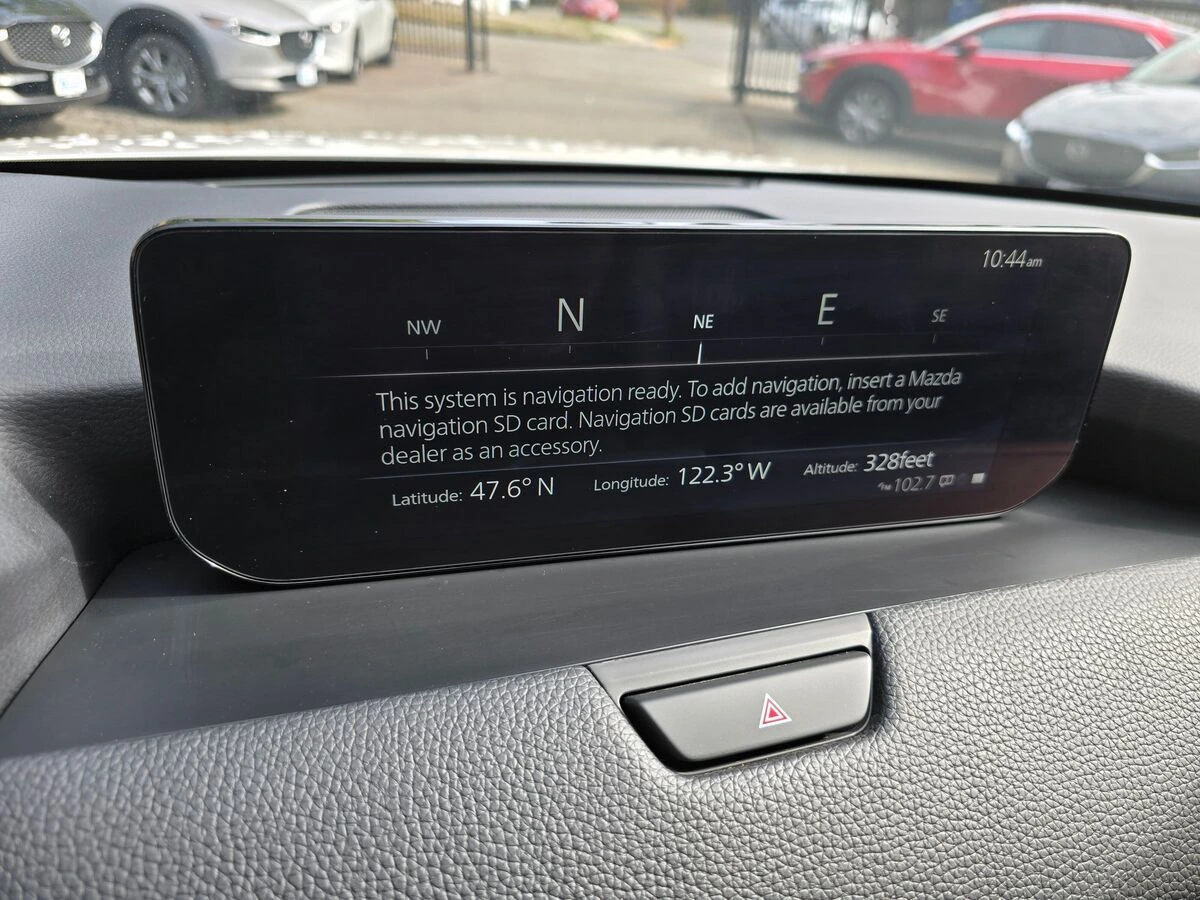 10:44am
NW N NE E SE
This system is navigation ready. To add navigation, insert a Mazda
navigation SD card. Navigation SD cards are available from your
dealer as an accessory.
Latitude: 47.6° N Longitude: 122.3° W Altitude: 328feet
FM 102.7